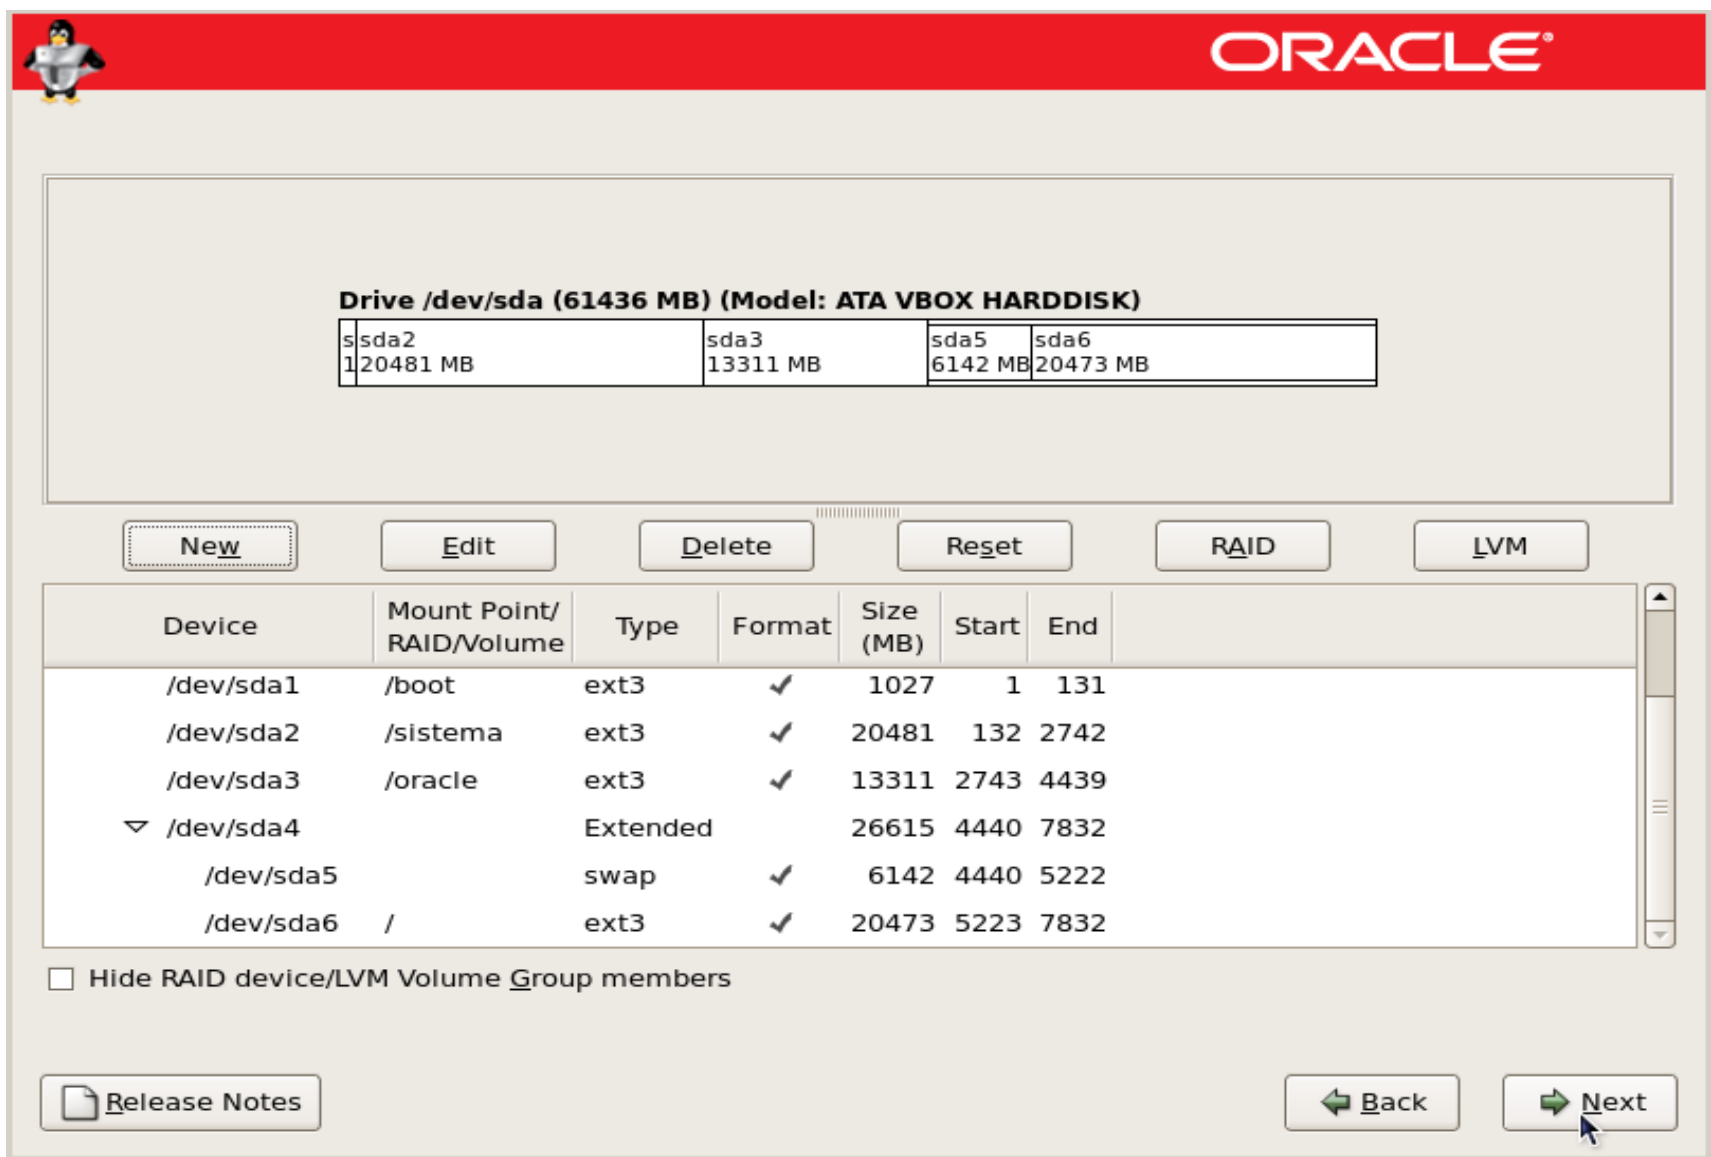 ORACLE®
Drive /dev/sda (61436 MB) (Model: ATA VBOX HARDDISK)
s sda2 sda3 sda5 sda6
1 20481 MB 13311 MB 6142 MB 20473 MB
New Edit Delete Reset RAID LVM
Device Mount Point/ RAID/Volume Type Format Size (MB) Start End
/dev/sda1 /boot ext3 1027 1 131
/dev/sda2 /sistema ext3 20481 132 2742
/dev/sda3 /oracle ext3 13311 2743 4439
/dev/sda4 Extended 26615 4440 7832
/dev/sda5 swap 6142 4440 5222
/dev/sda6 / ext3 20473 5223 7832
Hide RAID device/LVM Volume Group members
Release Notes Back Next